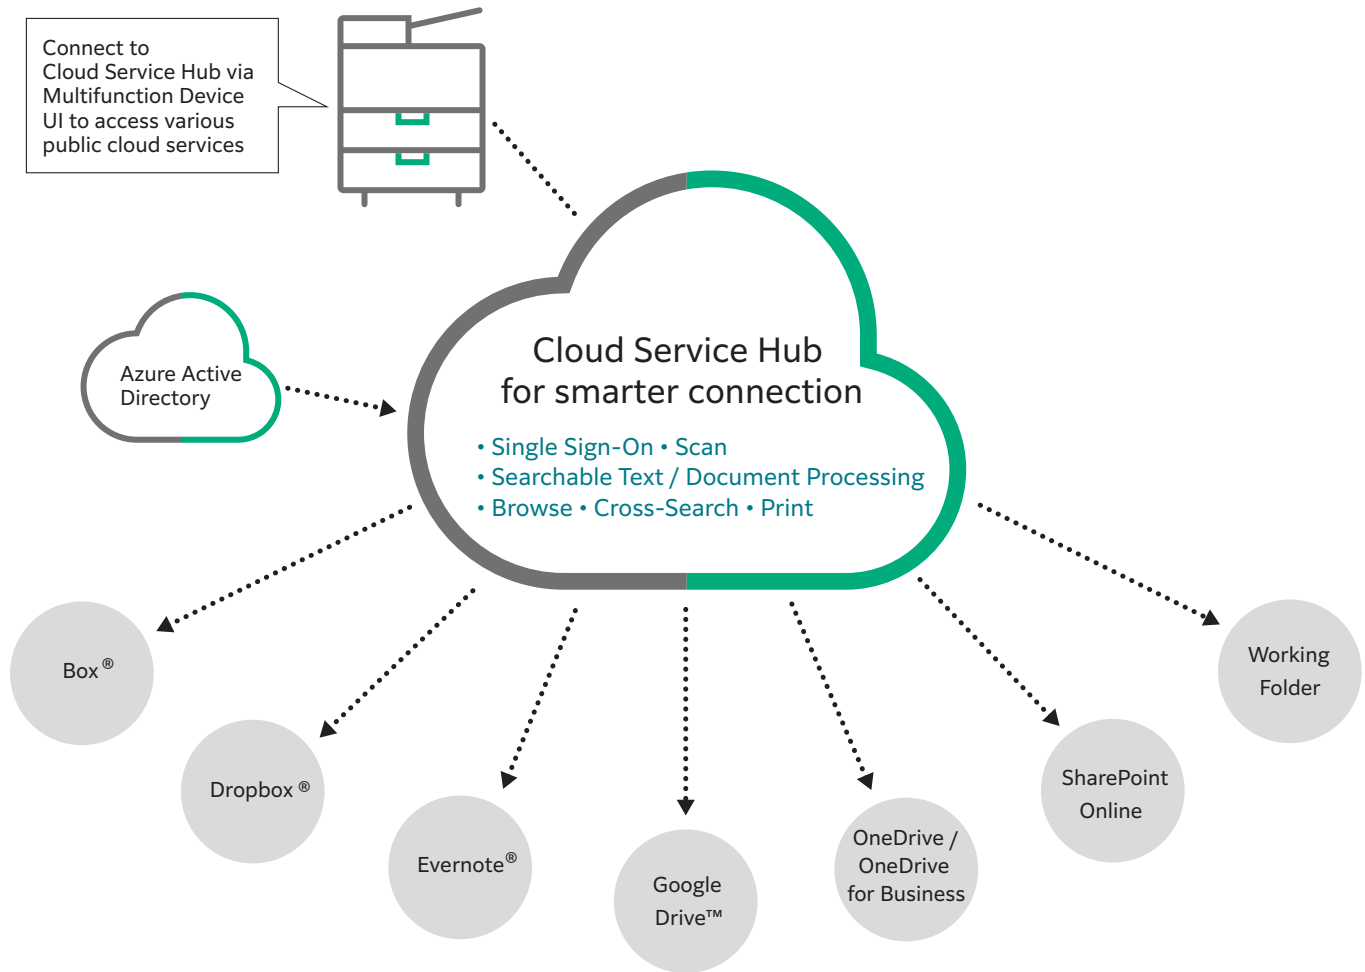 Connect to
Cloud Service Hub via
Multifunction Device
UI to access various
public cloud services
Azure Active
Directory
Cloud Service Hub
for smarter connection
• Single Sign-On • Scan
• Searchable Text / Document Processing
• Browse • Cross-Search • Print
Box®
Dropbox ®
Evernote®
Google
Drive™
OneDrive /
OneDrive
for Business
SharePoint
Online
Working
Folder